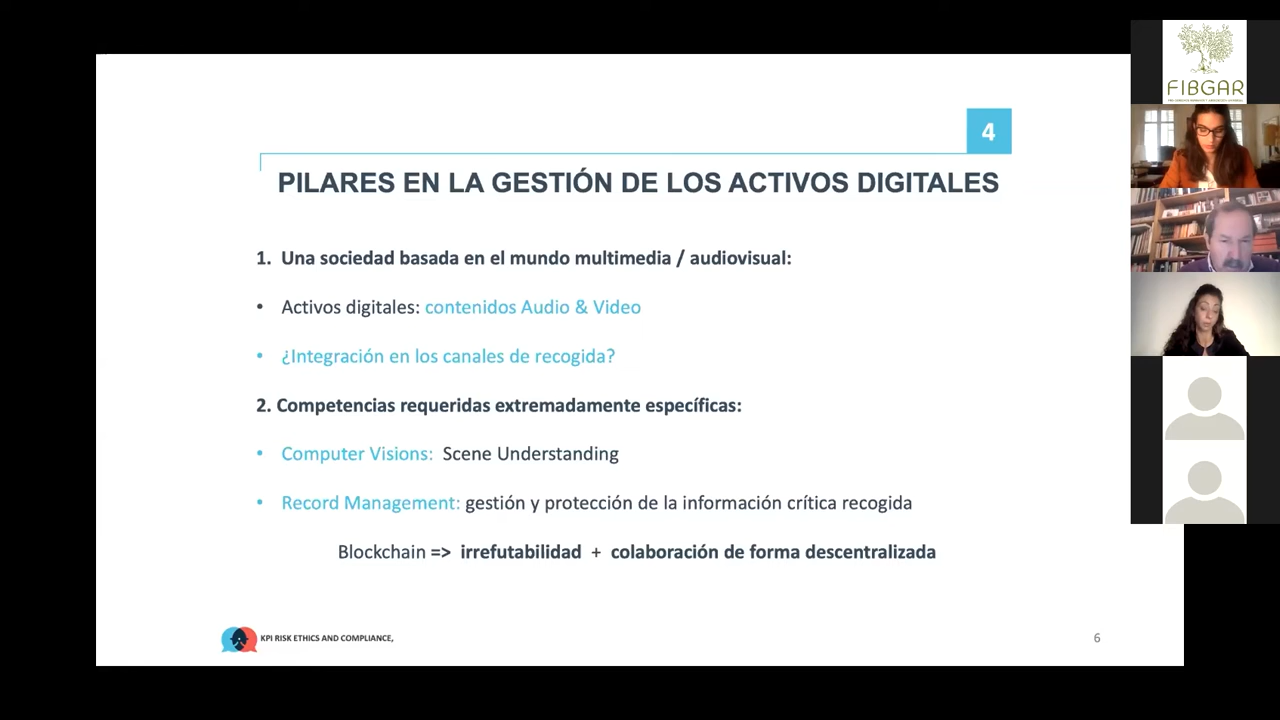 4
PILARES EN LA GESTIÓN DE LOS ACTIVOS DIGITALES
1. Una sociedad basada en el mundo multimedia / audiovisual:
• Activos digitales: contenidos Audio & Video
• ¿Integración en los canales de recogida?
2. Competencias requeridas extremadamente específicas:
• Computer Visions: Scene Understanding
• Record Management: gestión y protección de la información crítica recogida
Blockchain => irrefutabilidad + colaboración de forma descentralizada
KPI RISK ETHICS AND COMPLIANCE,
6
FIBGAR